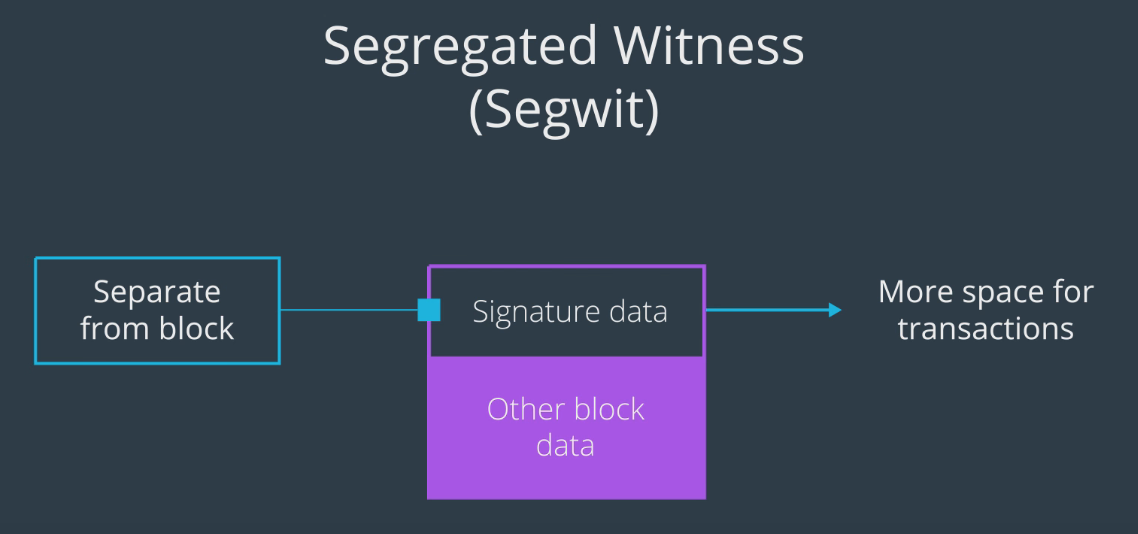 Segregated Witness
(Segwit)
Separate
from block
Signature data
More space for
transactions
Other block
data